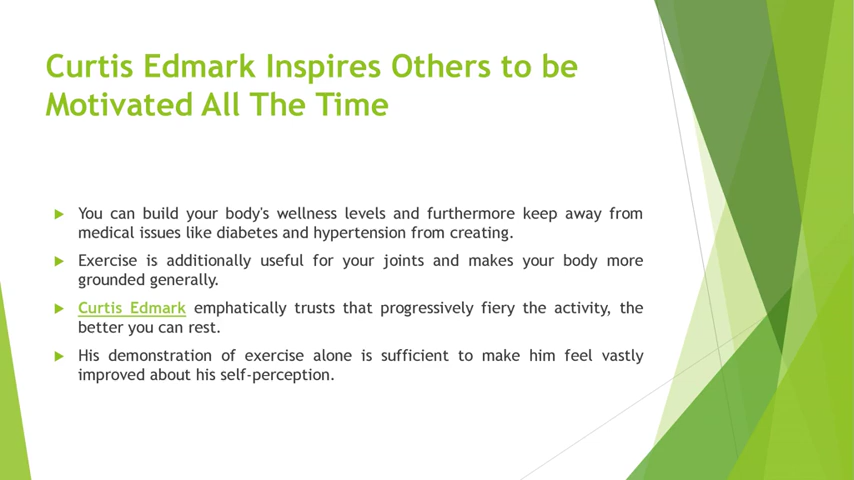 Curtis Edmark Inspires Others to be
Motivated All The Time
You can build your body's wellness levels and furthermore keep away from
medical issues like diabetes and hypertension from creating.
Exercise is additionally useful for your joints and makes your body more
grounded generally.
Curtis Edmark emphatically trusts that progressively fiery the activity, the
better you can rest.
His demonstration of exercise alone is sufficient to make him feel vastly
improved about his self-perception.